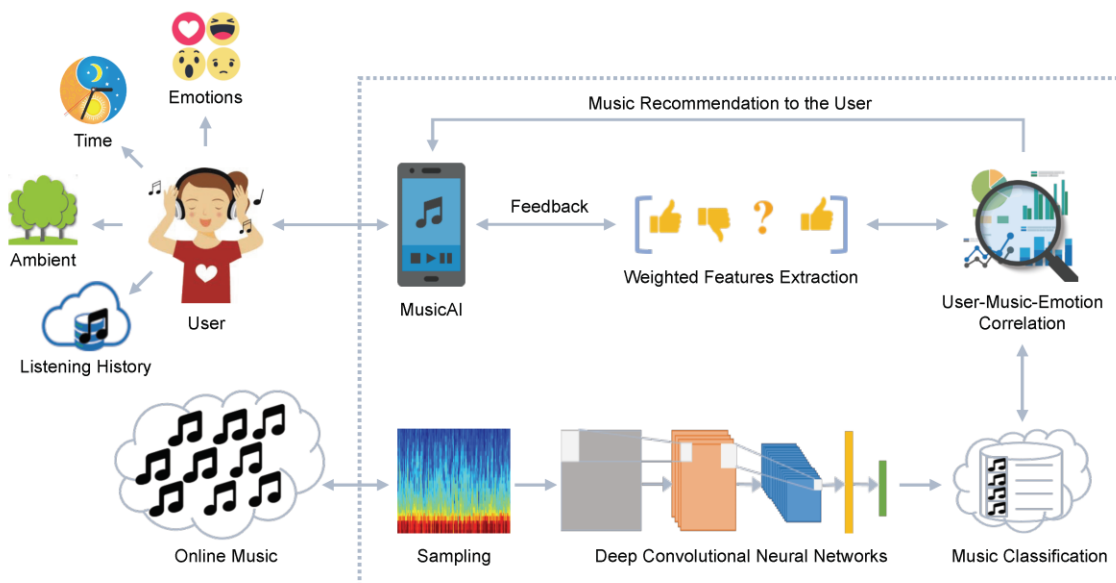 Emotions
Music Recommendation to the User
Time
Feedback
Ambient
Weighted Features Extraction
MusicAI
User-Music-Emotion
Correlation
User
Listening History
?
Online Music
Sampling
Deep Convolutional Neural Networks
Music Classification